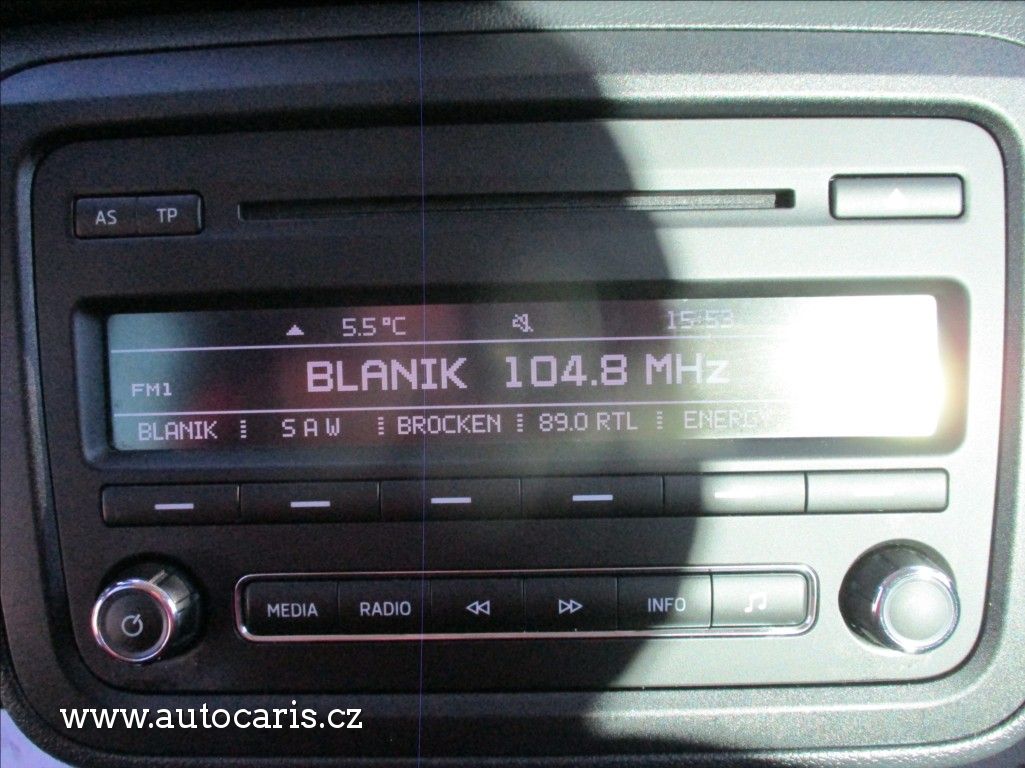 AS TP
5.5°C 15:53
BLANIK 104.8 MHz
FM1
BLANIK SAW BROCKEN 89.0 RTL ENERGY
MEDIA RADIO INFO
www.autocaris.cz